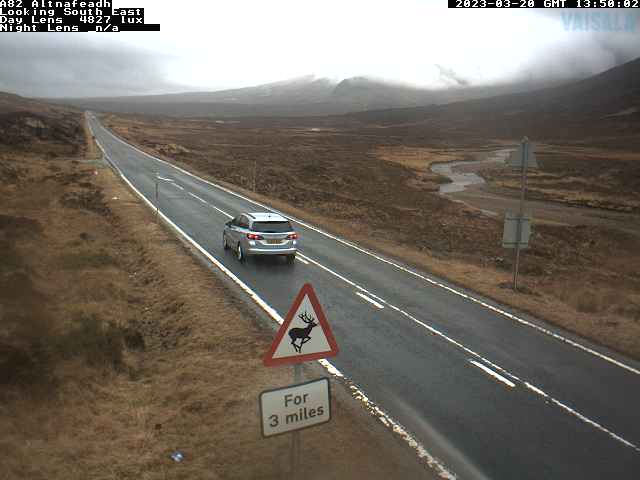 A82 Altnafeadh
Looking South East
Day Lens 4827 lux
Night Lens n/a
2023-03-20 GMT 13:50:02
VAISALA
For
3 miles